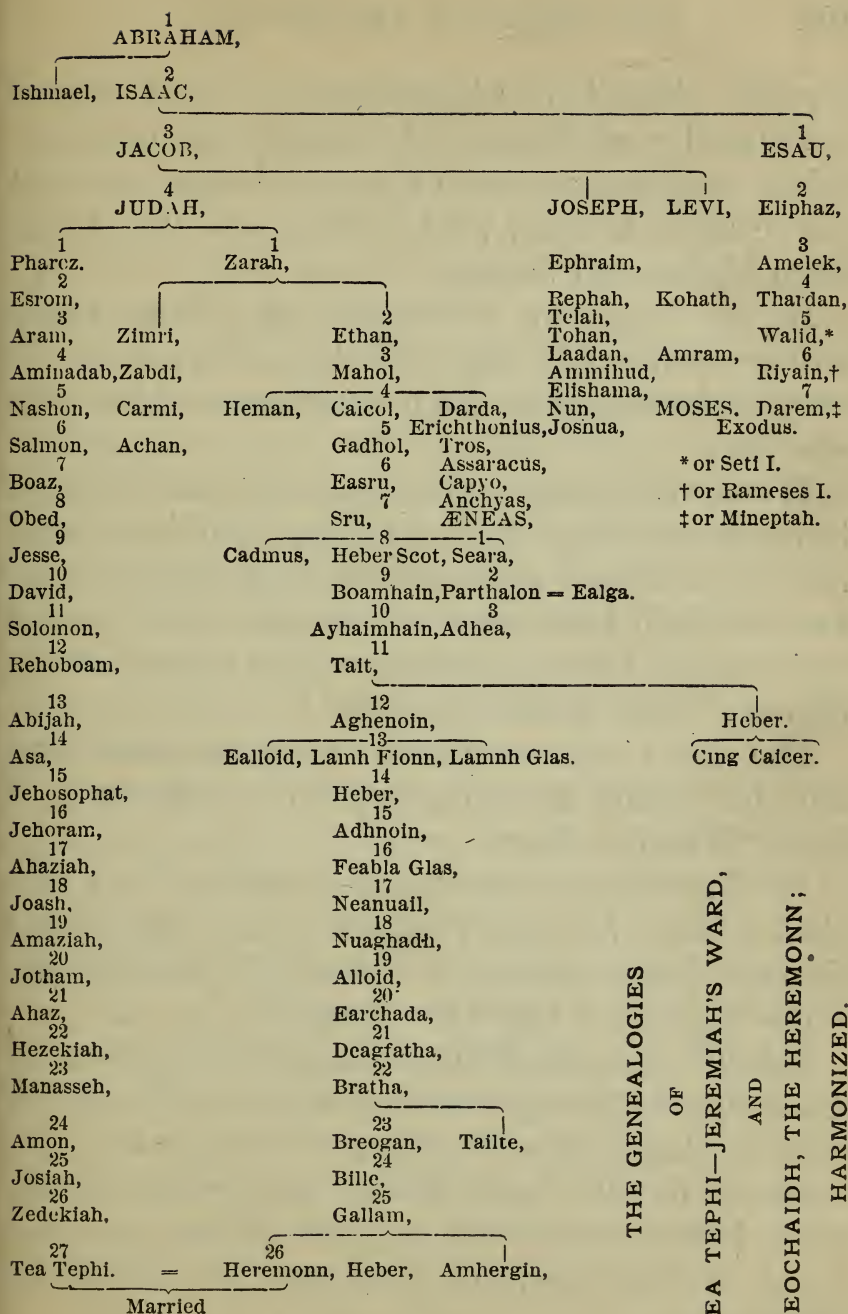 1
ABRAHAM,
2
Ishmael, ISAAC,
3 1
JACOB, ESAU,
4 2
JUDAH, JOSEPH, LEVI, Eliphaz,
1 1 3
Pharez. Zarah, Ephraim, Amelek,
2 4
Esrom, Rephah, Kohath, Thardan,
3 2 Telah, 5
Aram, Zimri, Ethan, Tohan, Walid,*
4 3 Laadan, Amram, 6
Aminadab, Zabdi, Mahol, Ammihud, Riyain,†
5 4 Elishama, 7
Nashon, Carmi, Heman, Calcol, Darda, Nun, MOSES. Darem,‡
6 5 Erichthonius, Joshua, Exodus.
Salmon, Achan, Gadhol, Tros,
7 6 Assaracus, * or Seti I.
Boaz, Easru, Capyo,
8 7 Anchyas, † or Rameses I.
Obed, Sru, ÆNEAS, ‡ or Mineptah.
9 8 1
Jesse, Cadmus, Heber Scot, Seara,
10 9 2
David, Boamhain, Parthalon = Ealga.
11 10 3
Solomon, Ayhaimhain, Adhea,
12 11
Rehoboam, Tait,
13 12
Abijah, Aghenoin, Heber.
14 13
Asa, Ealloid, Lamh Fionn, Lamnh Glas. Cing Caicer.
15 14
Jehosophat, Heber,
16 15
Jehoram, Adhnoin,
17 16
Ahaziah, Feabla Glas,
18 17
Joash, Neanuail,
19 18
Amaziah, Nuaghadh,
20 19
Jotham, Alloid,
21 20
Ahaz, Earchada,
22 21
Hezekiah, Deagfatha,
23 22
Manasseh, Bratha,
24 23
Amon, Breogan, Tailte,
25 24
Josiah, Bille,
26 25
Zedekiah, Gallam,
27 26
Tea Tephi. = Heremonn, Heber, Amhergin,
Married
THE GENEALOGIES
OF
EA TEPHI—JEREMIAH'S WARD,
AND
EOCHAIDH, THE HEREMONN;
HARMONIZED.